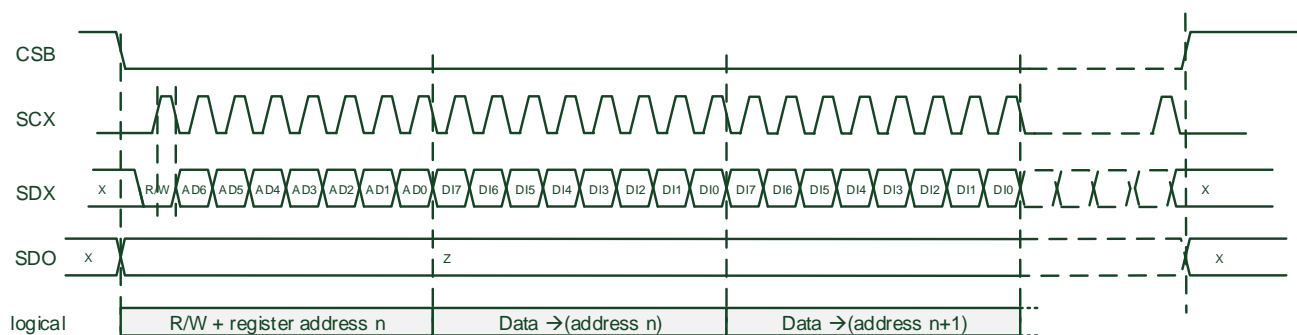 CSB
SCX
SDX X R/W AD6 AD5 AD4 AD3 AD2 AD1 AD0 DI7 DI6 DI5 DI4 DI3 DI2 DI1 DI0 DI7 DI6 DI5 DI4 DI3 DI2 DI1 DI0 X
SDO X Z X
logical R/W + register address n Data →(address n) Data →(address n+1)